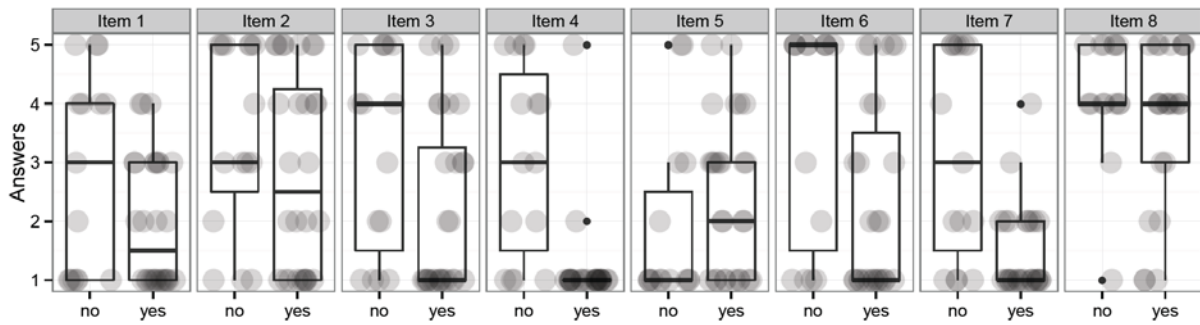 Item 1 Item 2 Item 3 Item 4 Item 5 Item 6 Item 7 Item 8
5
4
3
2
1
Answers
no yes no yes no yes no yes no yes no yes no yes no yes